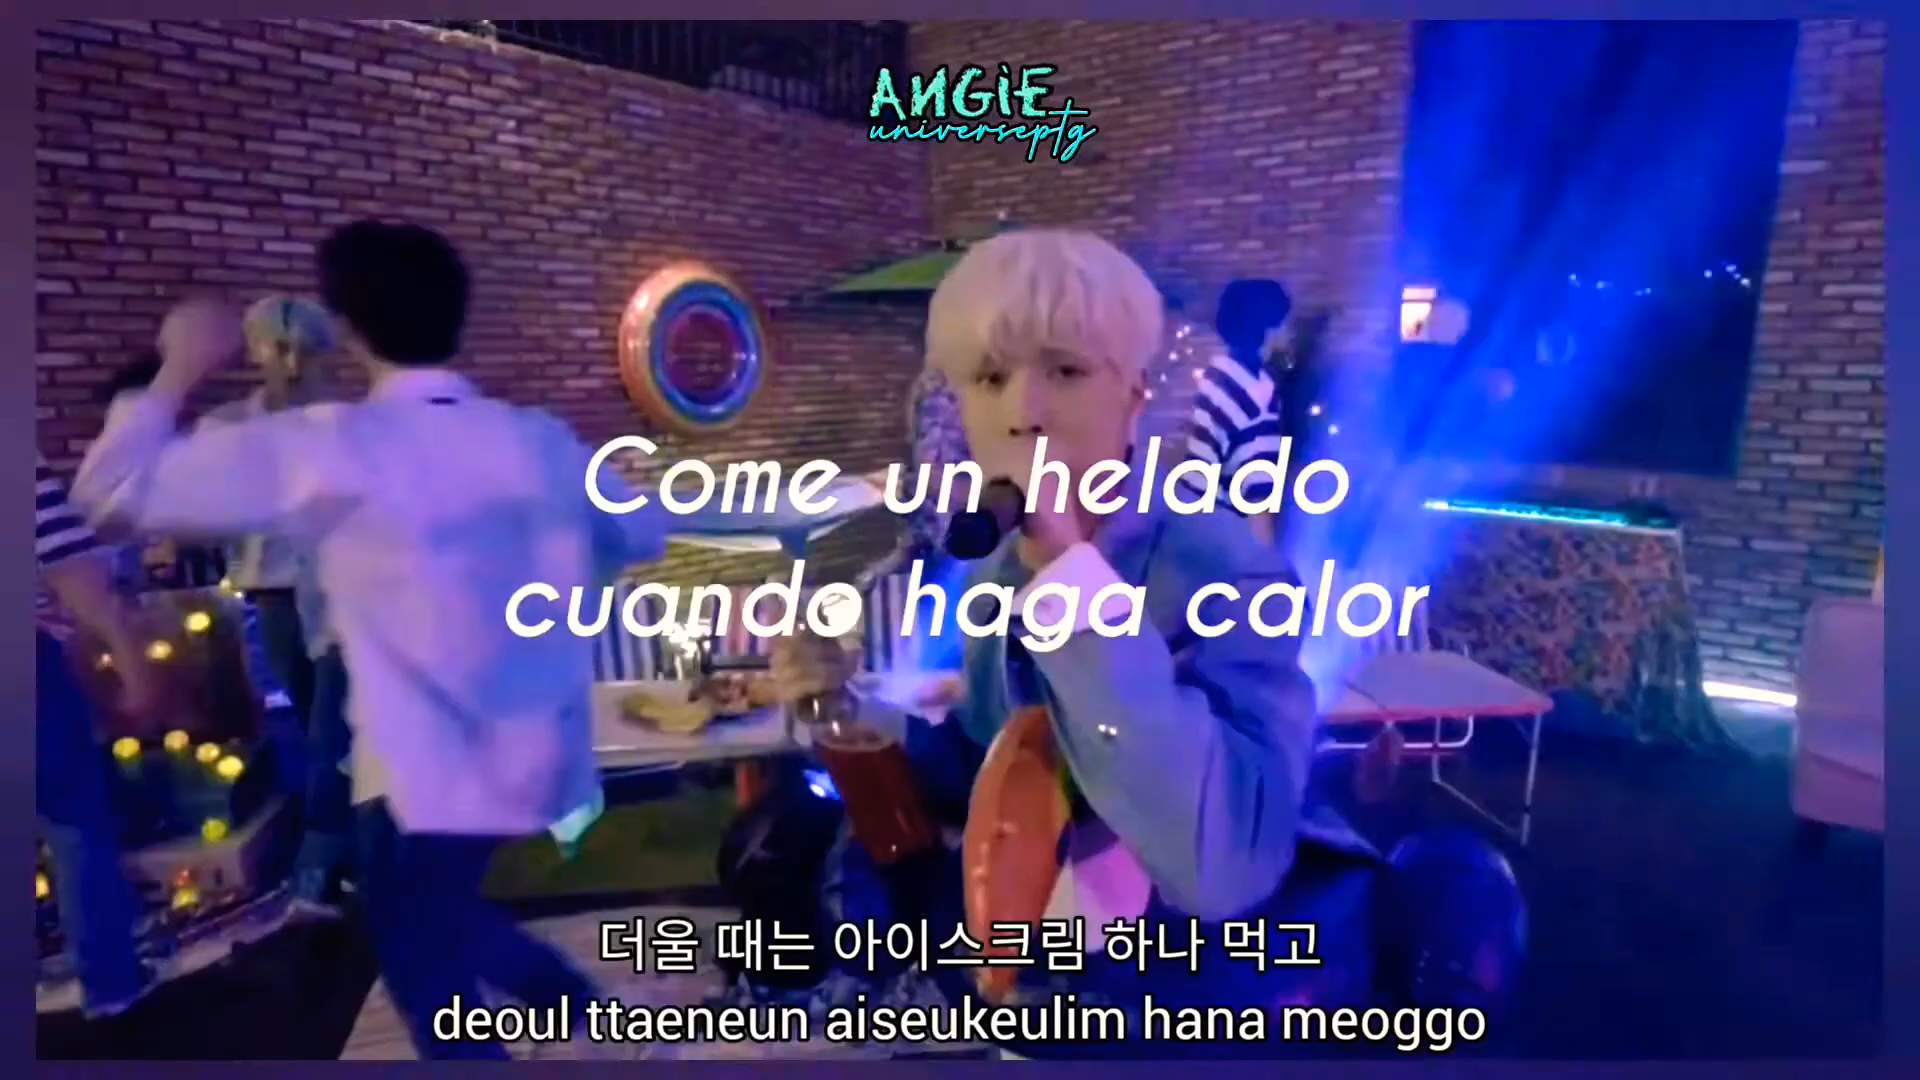 ANGiE
universeptg
Come un helado
cuando haga calor
더울 때는 아이스크림 하나 먹고
deoul ttaeneun aiseukeulim hana meoggo